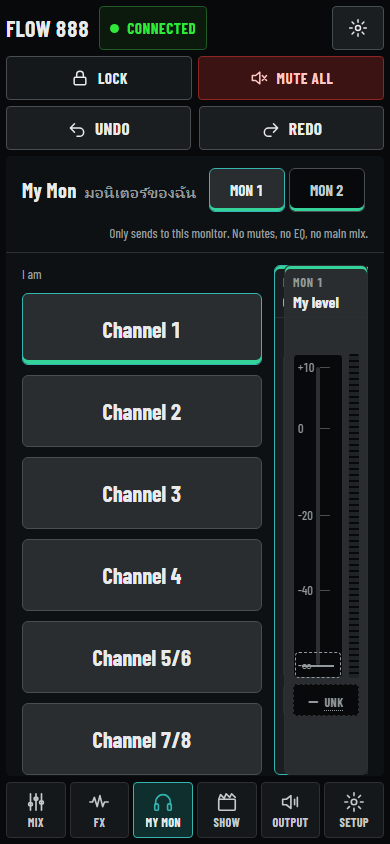 FLOW 888
CONNECTED
LOCK
MUTE ALL
UNDO
REDO
My Mon มอนิเตอร์ของฉัน
MON 1
MON 2
Only sends to this monitor. No mutes, no EQ, no main mix.
I am
Channel 1
Channel 2
Channel 3
Channel 4
Channel 5/6
Channel 7/8
MON 1
My level
+10
0
-20
-40
-∞
— UNK
MIX
FX
MY MON
SHOW
OUTPUT
SETUP